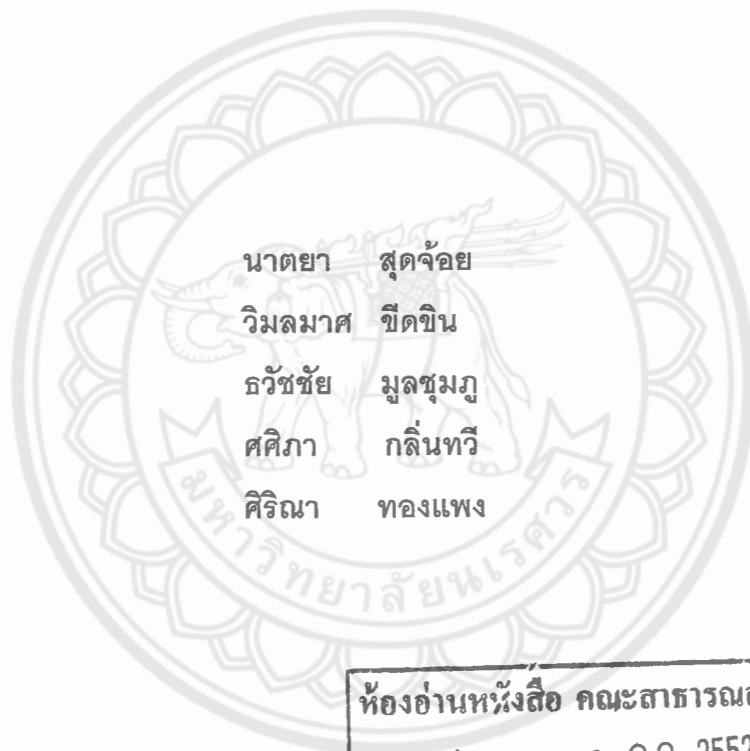 นาตยา สุดจ้อย
วิมลมาศ ขีดขิน
ธวัชชัย มูลชุมภู
ศศิภา กลิ่นทวี
ศิริณา ทองแพง
มหาวิทยาลัยนเรศวร
ห้องอ่านหนังสือ คณะสาธารณ
2552